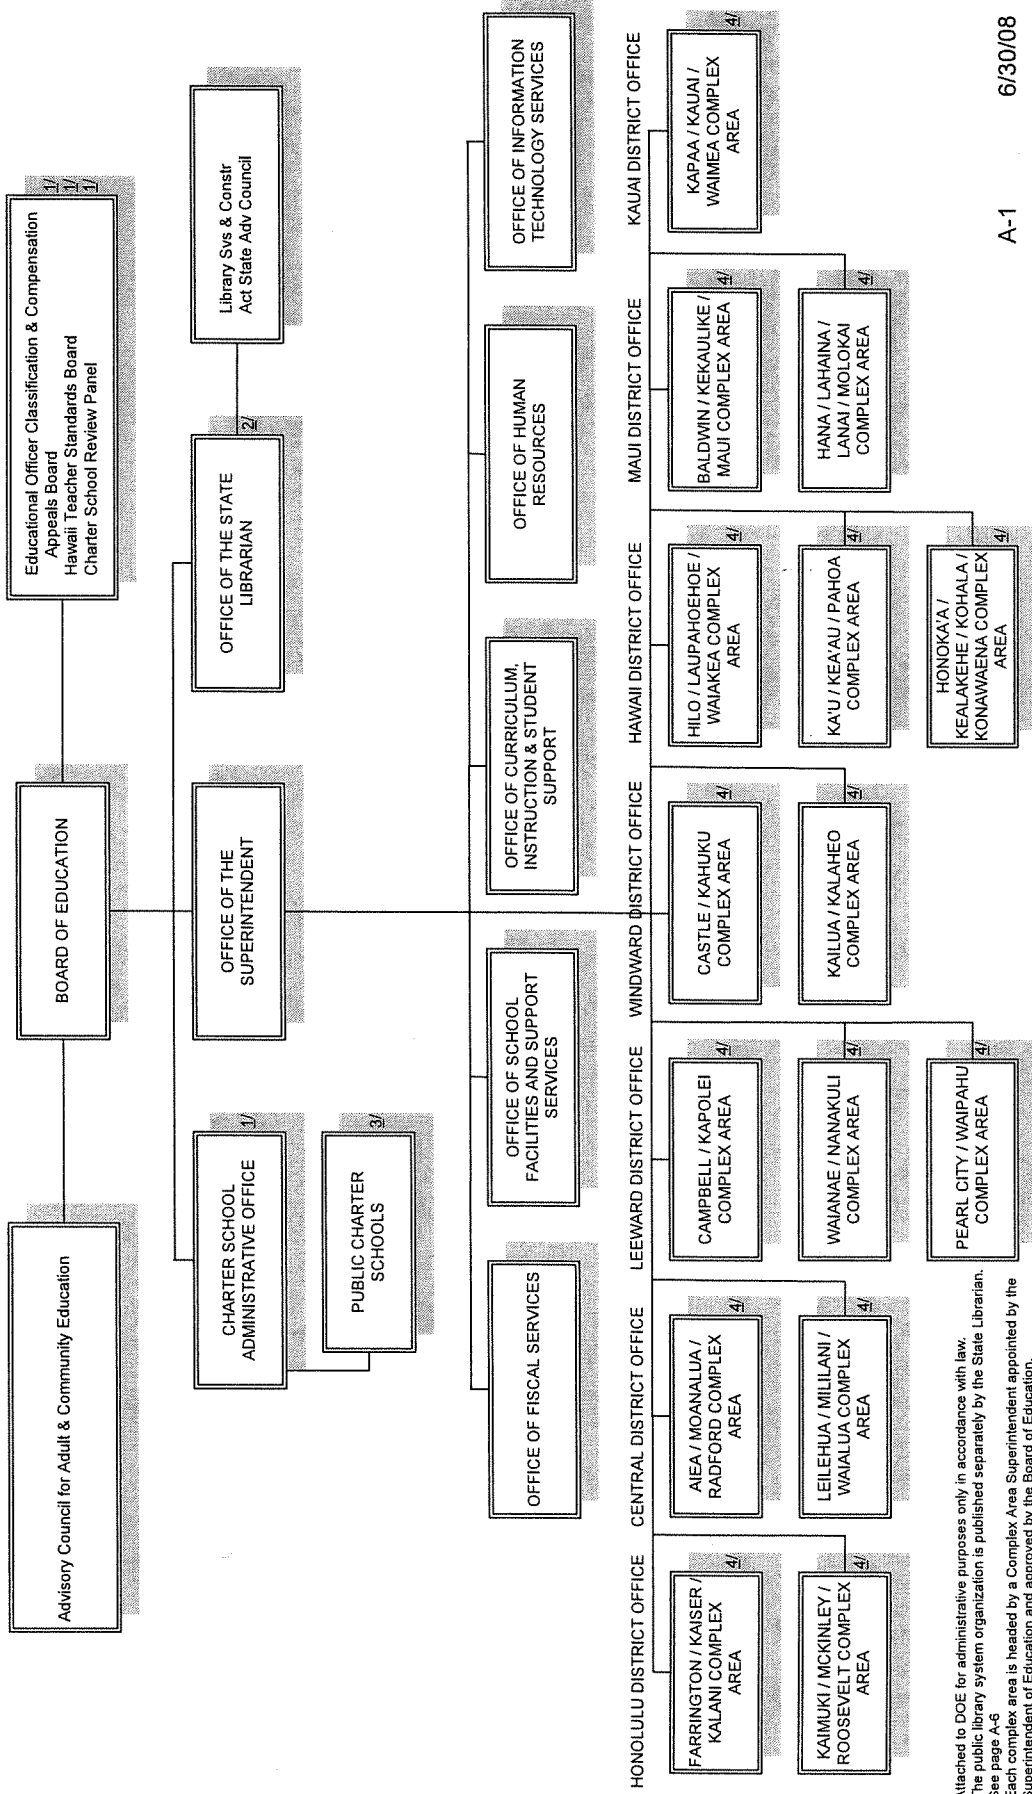 Advisory Council for Adult & Community Education
BOARD OF EDUCATION
Educational Officer Classification & Compensation 1/
Appeals Board
Hawaii Teacher Standards Board 1/
Charter School Review Panel 1/
CHARTER SCHOOL
ADMINISTRATIVE OFFICE
1/
PUBLIC CHARTER
SCHOOLS
3/
OFFICE OF THE
SUPERINTENDENT
OFFICE OF THE STATE
LIBRARIAN
2/
Library Svs & Constr
Act State Adv Council
OFFICE OF FISCAL SERVICES
OFFICE OF SCHOOL
FACILITIES AND SUPPORT
SERVICES
OFFICE OF CURRICULUM,
INSTRUCTION & STUDENT
SUPPORT
OFFICE OF HUMAN
RESOURCES
OFFICE OF INFORMATION
TECHNOLOGY SERVICES
HONOLULU DISTRICT OFFICE
FARRINGTON / KAISER /
KALANI COMPLEX
AREA
4/
KAIMUKI / MCKINLEY /
ROOSEVELT COMPLEX
AREA
4/
CENTRAL DISTRICT OFFICE
AIEA / MOANALUA /
RADFORD COMPLEX
AREA
4/
LEILEHUA / MILILANI /
WAIALUA COMPLEX
AREA
4/
LEEWARD DISTRICT OFFICE
CAMPBELL / KAPOLEI
COMPLEX AREA
4/
WAIANAE / NANAKULI
COMPLEX AREA
4/
PEARL CITY / WAIPAHU
COMPLEX AREA
4/
WINDWARD DISTRICT OFFICE
CASTLE / KAHUKU
COMPLEX AREA
4/
KAILUA / KALAHEO
COMPLEX AREA
4/
HAWAII DISTRICT OFFICE
HILO / LAUPAHOEHOE /
WAIAKEA COMPLEX
AREA
4/
KA'U / KEA'AU / PAHOA
COMPLEX AREA
4/
HONOKA'A /
KEALAKEHE / KOHALA /
KONAWAENA COMPLEX
AREA
4/
MAUI DISTRICT OFFICE
BALDWIN / KEKAULIKE /
MAUI COMPLEX AREA
4/
HANA / LAHAINA /
LANAI / MOLOKAI
COMPLEX AREA
4/
KAUAI DISTRICT OFFICE
KAPAA / KAUAI /
WAIMEA COMPLEX
AREA
4/
Attached to DOE for administrative purposes only in accordance with law.
The public library system organization is published separately by the State Librarian.
See page A-6
Each complex area is headed by a Complex Area Superintendent appointed by the
Superintendent of Education and approved by the Board of Education.
A-1
6/30/08